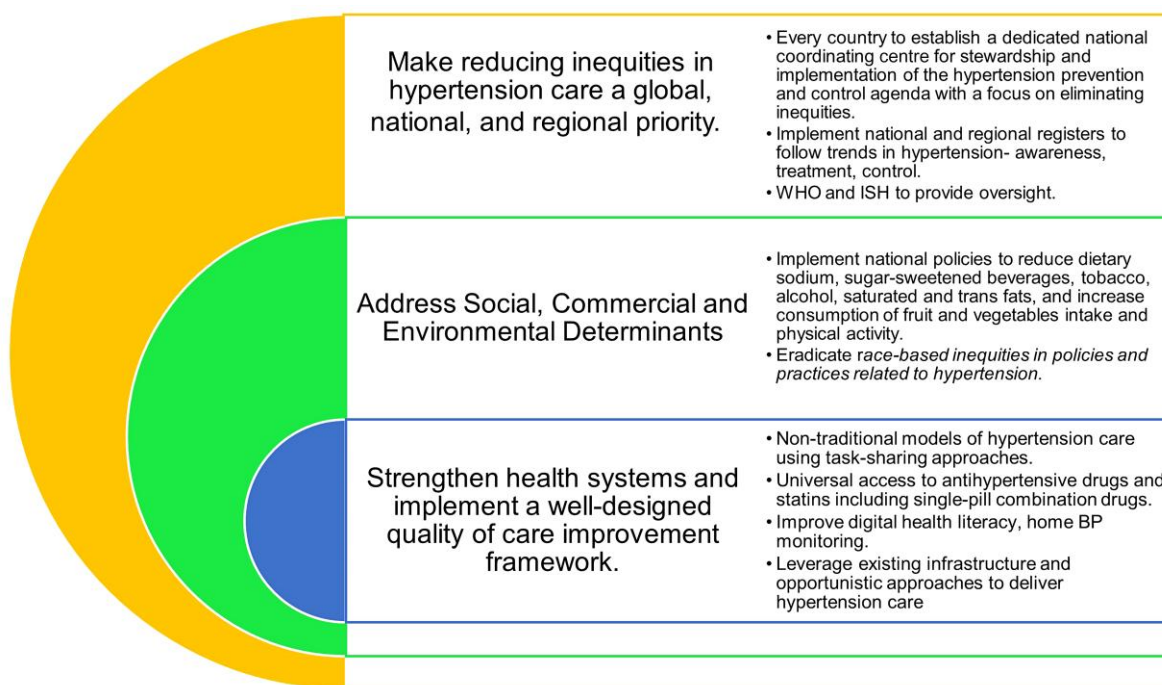 Make reducing inequities in
hypertension care a global,
national, and regional priority.
• Every country to establish a dedicated national
coordinating centre for stewardship and
implementation of the hypertension prevention
and control agenda with a focus on eliminating
inequities.
• Implement national and regional registers to
follow trends in hypertension- awareness,
treatment, control.
• WHO and ISH to provide oversight.
Address Social, Commercial and
Environmental Determinants
• Implement national policies to reduce dietary
sodium, sugar-sweetened beverages, tobacco,
alcohol, saturated and trans fats, and increase
consumption of fruit and vegetables intake and
physical activity.
• Eradicate race-based inequities in policies and
practices related to hypertension.
Strengthen health systems and
implement a well-designed
quality of care improvement
framework.
• Non-traditional models of hypertension care
using task-sharing approaches.
• Universal access to antihypertensive drugs and
statins including single-pill combination drugs.
• Improve digital health literacy, home BP
monitoring.
• Leverage existing infrastructure and
opportunistic approaches to deliver
hypertension care